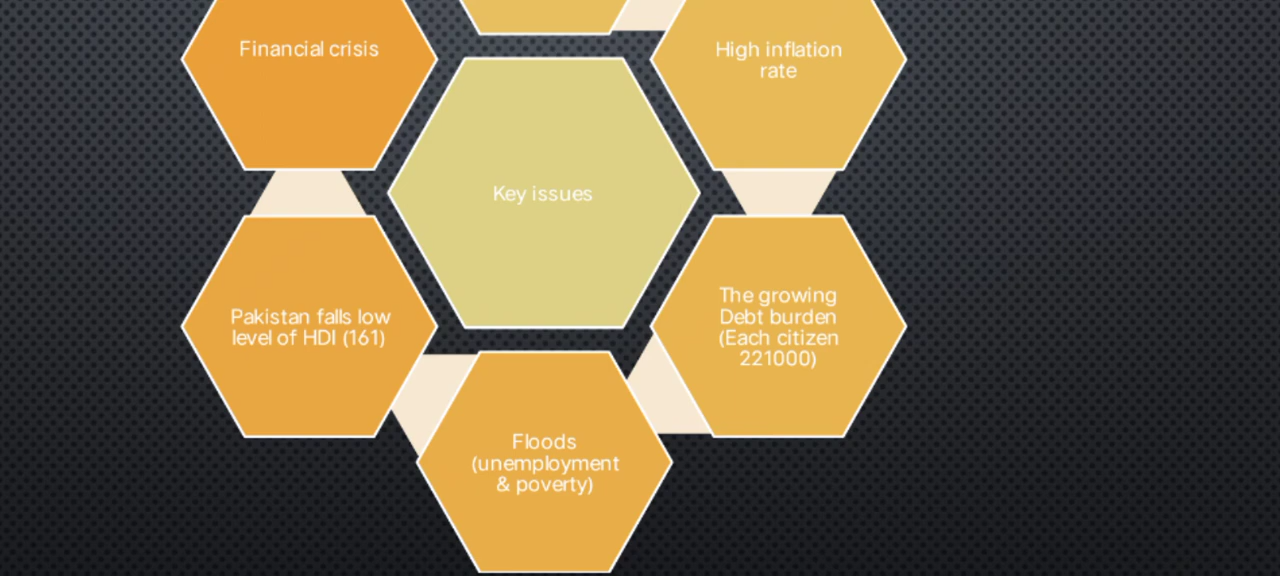 Financial crisis
High inflation
rate
Key issues
Pakistan falls low
level of HDI (161)
The growing
Debt burden
(Each citizen
221000)
Floods
(unemployment
& poverty)